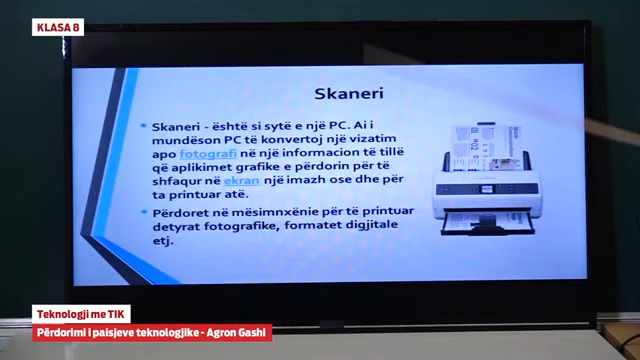 KLASA 8
Skaneri
• Skaneri - është si sytë e një PC. Ai i
mundëson PC të konvertoj një vizatim
apo fotografi në një informacion të tillë
që aplikimet grafike e përdorin për të
shfaqur në ekran një imazh ose dhe për
ta printuar atë.
• Përdoret në mësimnxënie për të printuar
detyrat fotografike, formatet digjitale
etj.
Teknologji me TIK
Përdorimi i paisjeve teknologjike - Agron Gashi